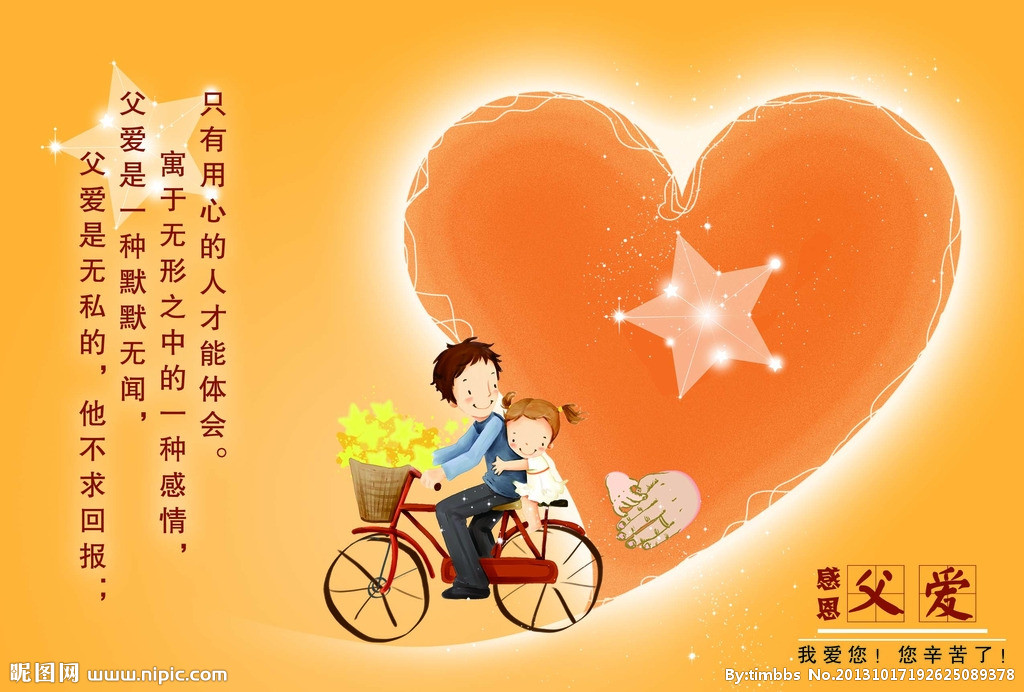 父爱是无私的，他不求回报；
父爱是一种默默无闻，
寓于无形之中的一种感情，
只有用心的人才能体会。
感恩父爱
我爱您！您辛苦了！
昵图网 www.nipic.com
By:timbbs No.20131017192625089378